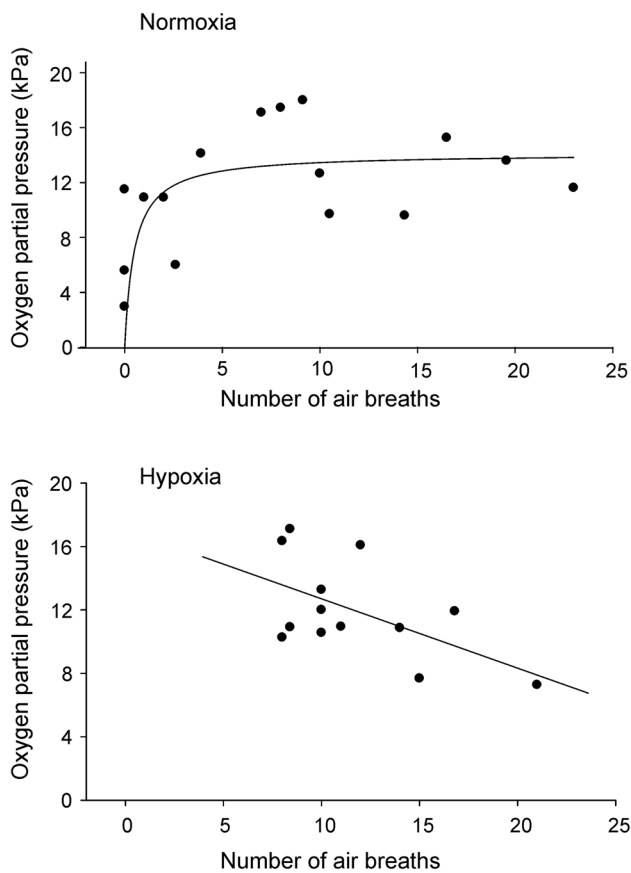 Normoxia
Oxygen partial pressure (kPa)
20
16
12
8
4
0
0 5 10 15 20 25
Number of air breaths
Hypoxia
Oxygen partial pressure (kPa)
20
16
12
8
4
0
0 5 10 15 20 25
Number of air breaths